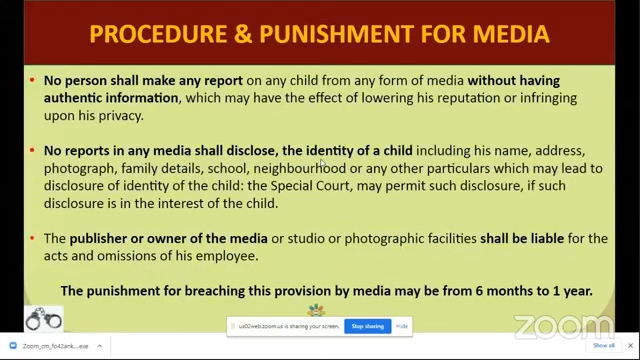 PROCEDURE & PUNISHMENT FOR MEDIA
• No person shall make any report on any child from any form of media without having
authentic information, which may have the effect of lowering his reputation or infringing
upon his privacy.
• No reports in any media shall disclose, the identity of a child including his name, address,
photograph, family details, school, neighbourhood or any other particulars which may lead to
disclosure of identity of the child: the Special Court, may permit such disclosure, if such
disclosure is in the interest of the child.
• The publisher or owner of the media or studio or photographic facilities shall be liable for the
acts and omissions of his employee.
The punishment for breaching this provision by media may be from 6 months to 1 year.
us02web.zoom.us is sharing your screen. Stop sharing Hide
zoom
Zoom_cm_fo42ank....exe
Show all